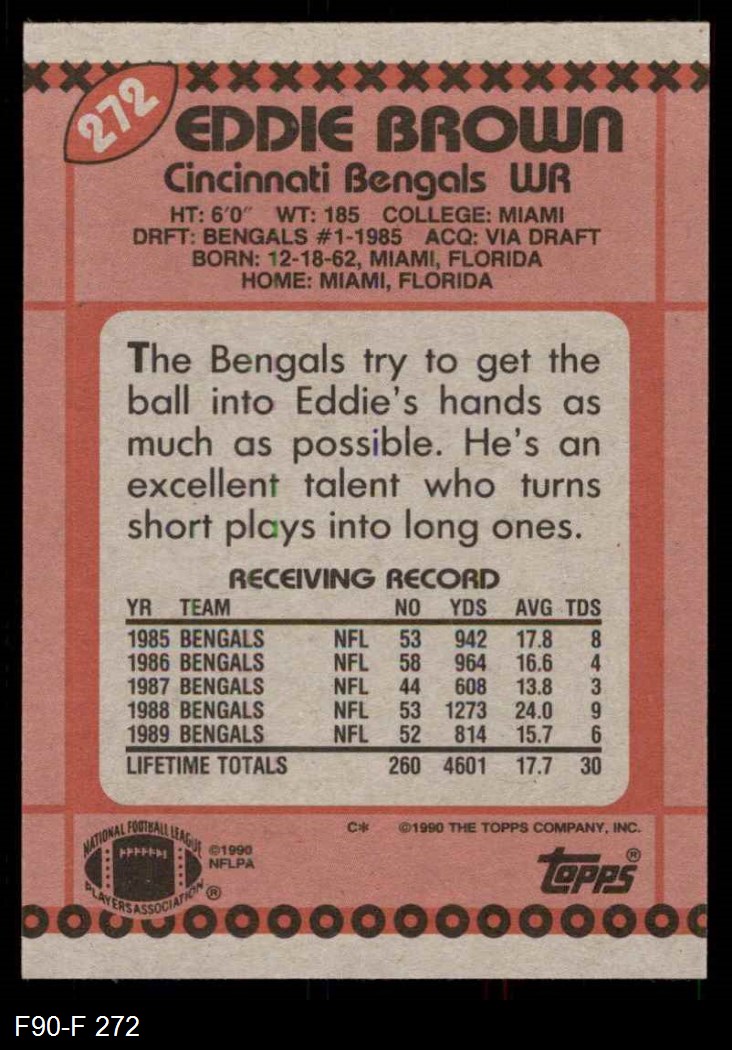 272
EDDIE BROWN
Cincinnati Bengals WR
HT: 6'0" WT: 185 COLLEGE: MIAMI
DRFT: BENGALS #1-1985 ACQ: VIA DRAFT
BORN: 12-18-62, MIAMI, FLORIDA
HOME: MIAMI, FLORIDA
The Bengals try to get the
ball into Eddie's hands as
much as possible. He's an
excellent talent who turns
short plays into long ones.
RECEIVING RECORD
YR TEAM NO YDS AVG TDS
1985 BENGALS NFL 53 942 17.8 8
1986 BENGALS NFL 58 964 16.6 4
1987 BENGALS NFL 44 608 13.8 3
1988 BENGALS NFL 53 1273 24.0 9
1989 BENGALS NFL 52 814 15.7 6
LIFETIME TOTALS 260 4601 17.7 30
C* ©1990 THE TOPPS COMPANY, INC.
NATIONAL FOOTBALL LEAGUE
PLAYERS ASSOCIATION ®
©1990
NFLPA
TOPPS®
F90-F 272